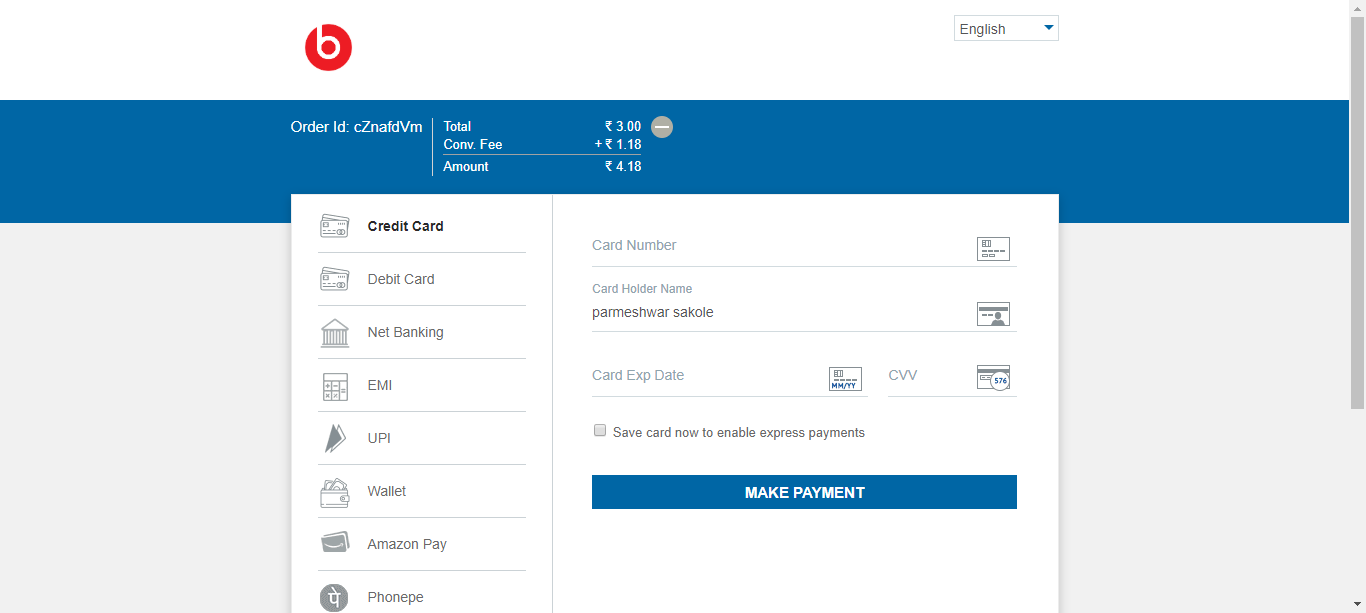 b
English
Order Id: cZnafdVm
Total ₹ 3.00
Conv. Fee + ₹ 1.18
Amount ₹ 4.18
Credit Card
Debit Card
Net Banking
EMI
UPI
Wallet
Amazon Pay
पे Phonepe
Card Number
Card Holder Name
parmeshwar sakole
Card Exp Date MM/YY CVV 576
Save card now to enable express payments
MAKE PAYMENT